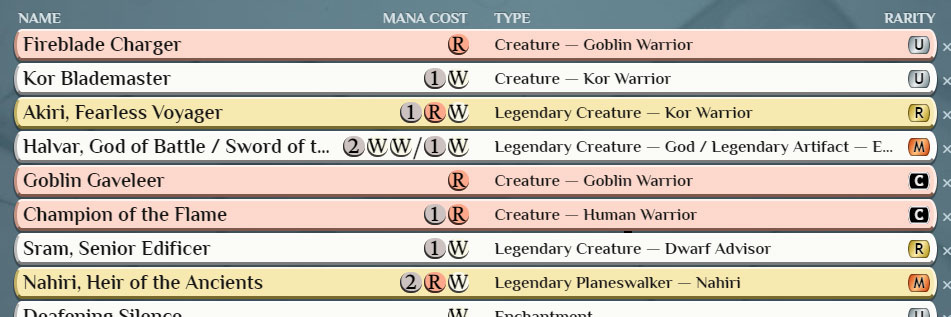 NAME MANA COST TYPE RARITY
Fireblade Charger R Creature — Goblin Warrior U ×
Kor Blademaster 1 W Creature — Kor Warrior U ×
Akiri, Fearless Voyager 1 R W Legendary Creature — Kor Warrior R ×
Halvar, God of Battle / Sword of t... 2 W W / 1 W Legendary Creature — God / Legendary Artifact — E... M ×
Goblin Gaveleer R Creature — Goblin Warrior C ×
Champion of the Flame 1 R Creature — Human Warrior C ×
Sram, Senior Edificer 1 W Legendary Creature — Dwarf Advisor R ×
Nahiri, Heir of the Ancients 2 R W Legendary Planeswalker — Nahiri M ×
Deafening Silence W Enchantment U